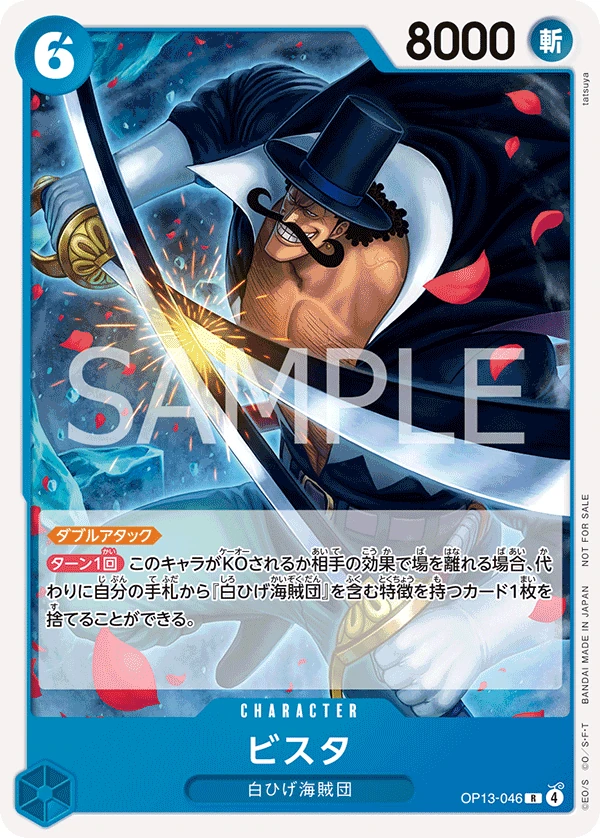 6
8000
斬
tatsuya
SAMPLE
ダブルアタック
ターン1回 このキャラがKOされるか相手の効果で場を離れる場合、代
わりに自分の手札から『白ひげ海賊団』を含む特徴を持つカード1枚を
捨てることができる。
CHARACTER
ビスタ
白ひげ海賊団
OP13-046 R 4
©EO/S ©O/S・F・T BANDAI MADE IN JAPAN NOT FOR SALE